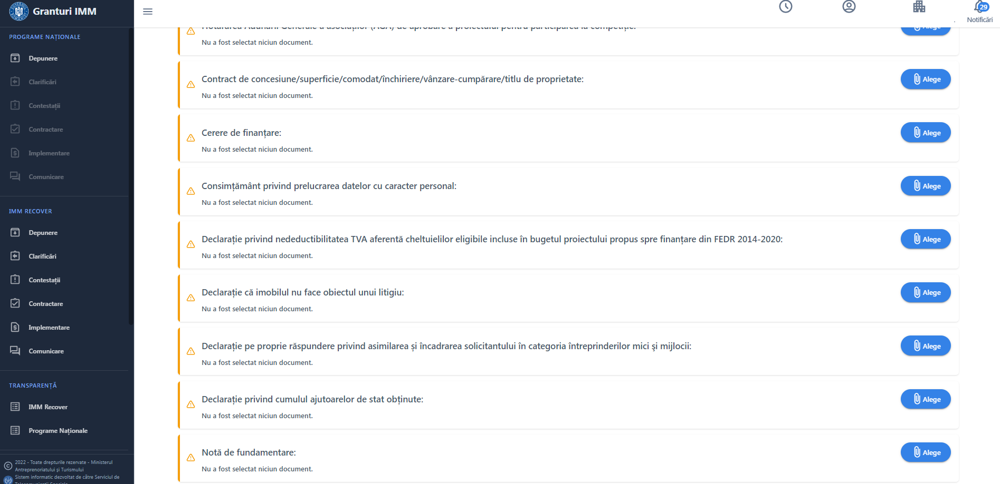 Granturi IMM
29
Notificări
PROGRAME NAȚIONALE
Depunere
Clarificări
Contestații
Contractare
Implementare
Comunicare
IMM RECOVER
Depunere
Clarificări
Contestații
Contractare
Implementare
Comunicare
TRANSPARENȚĂ
IMM Recover
Programe Naționale
2022 - Toate drepturile rezervate - Ministerul
Antreprenoriatului și Turismului
Sistem informatic dezvoltat de către Serviciul de
Telecomunicații Speciale
Hotărârea Adunării Generale a asociaților (AGA) de aprobare a proiectului pentru participarea la competiție:
Alege
Nu a fost selectat niciun document.
Contract de concesiune/superficie/comodat/închiriere/vânzare-cumpărare/titlu de proprietate:
Alege
Nu a fost selectat niciun document.
Cerere de finanțare:
Alege
Nu a fost selectat niciun document.
Consimțământ privind prelucrarea datelor cu caracter personal:
Alege
Nu a fost selectat niciun document.
Declarație privind nedeductibilitatea TVA aferentă cheltuielilor eligibile incluse în bugetul proiectului propus spre finanțare din FEDR 2014-2020:
Alege
Nu a fost selectat niciun document.
Declarație că imobilul nu face obiectul unui litigiu:
Alege
Nu a fost selectat niciun document.
Declarație pe proprie răspundere privind asimilarea și încadrarea solicitantului în categoria întreprinderilor mici şi mijlocii:
Alege
Nu a fost selectat niciun document.
Declarație privind cumulul ajutoarelor de stat obținute:
Alege
Nu a fost selectat niciun document.
Notă de fundamentare:
Alege
Nu a fost selectat niciun document.